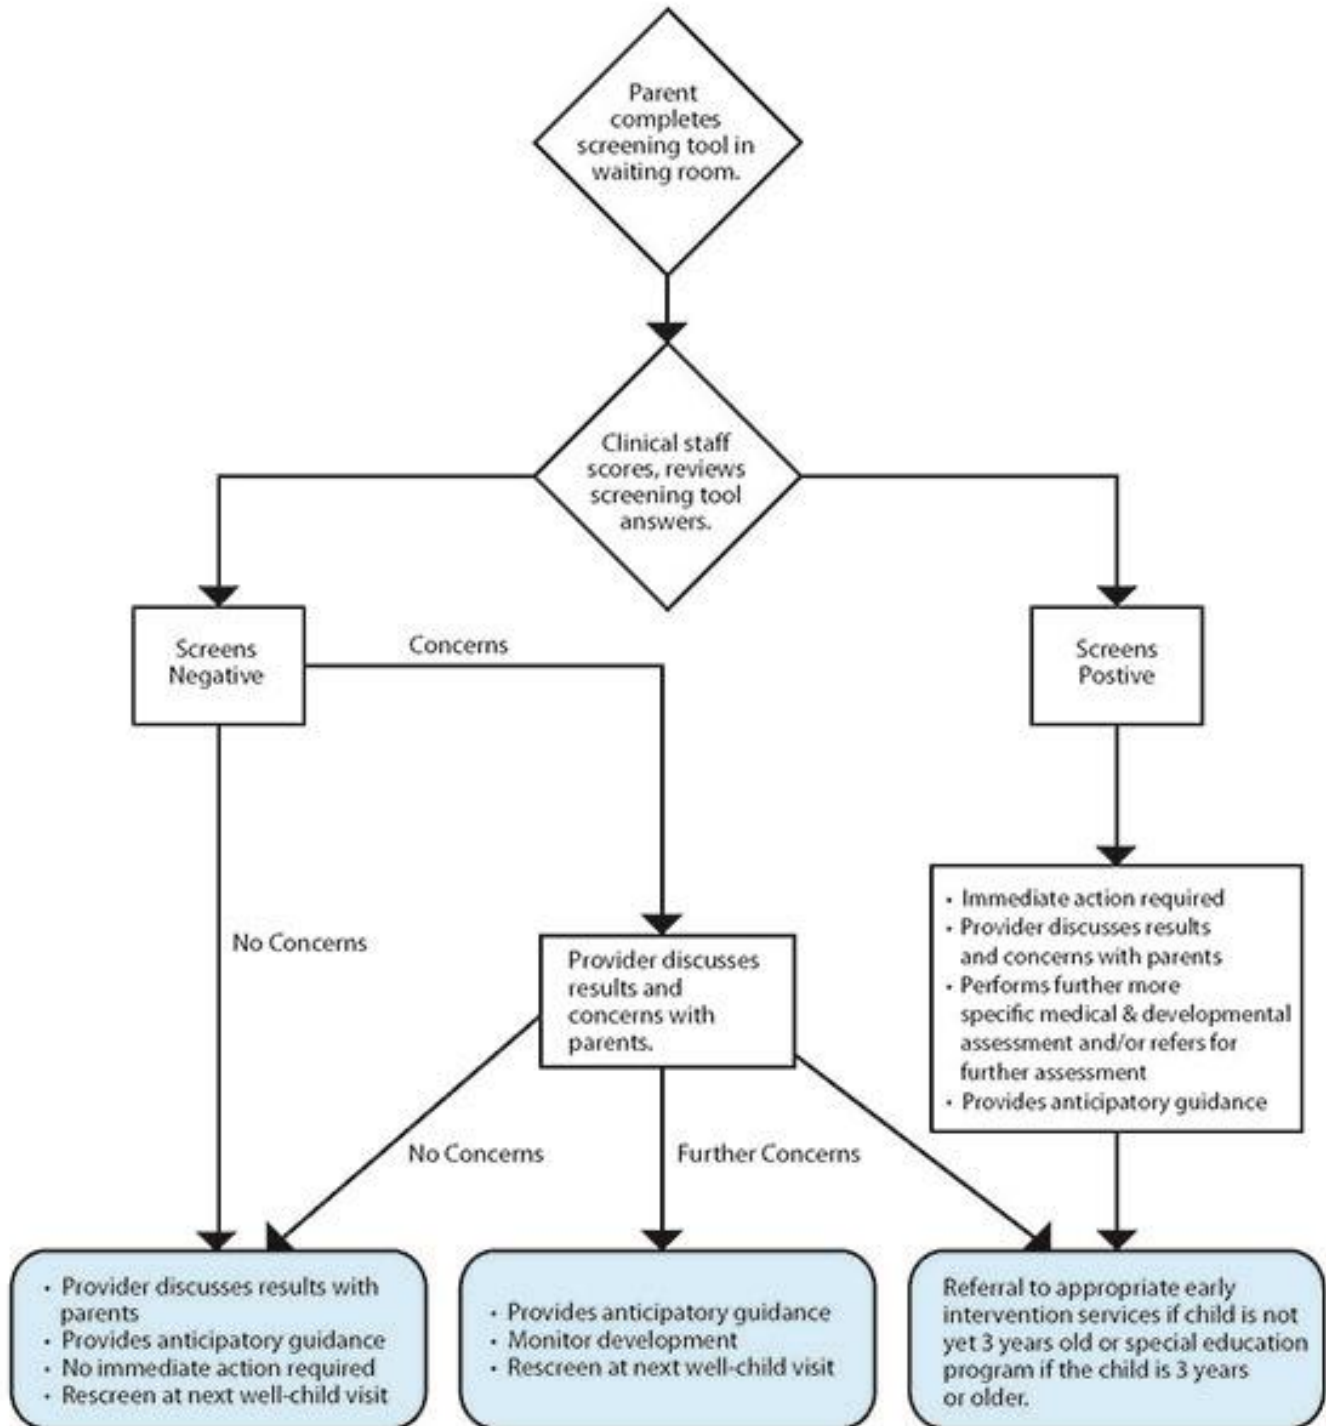 Parent
completes
screening tool in
waiting room.
Clinical staff
scores, reviews
screening tool
answers.
Screens
Negative
Concerns
Screens
Postive
No Concerns
Provider discusses
results and
concerns with
parents.
• Immediate action required
• Provider discusses results
and concerns with parents
• Performs further more
specific medical & developmental
assessment and/or refers for
further assessment
• Provides anticipatory guidance
No Concerns
Further Concerns
• Provider discusses results with
parents
• Provides anticipatory guidance
• No immediate action required
• Rescreen at next well-child visit
• Provides anticipatory guidance
• Monitor development
• Rescreen at next well-child visit
Referral to appropriate early
intervention services if child is not
yet 3 years old or special education
program if the child is 3 years
or older.